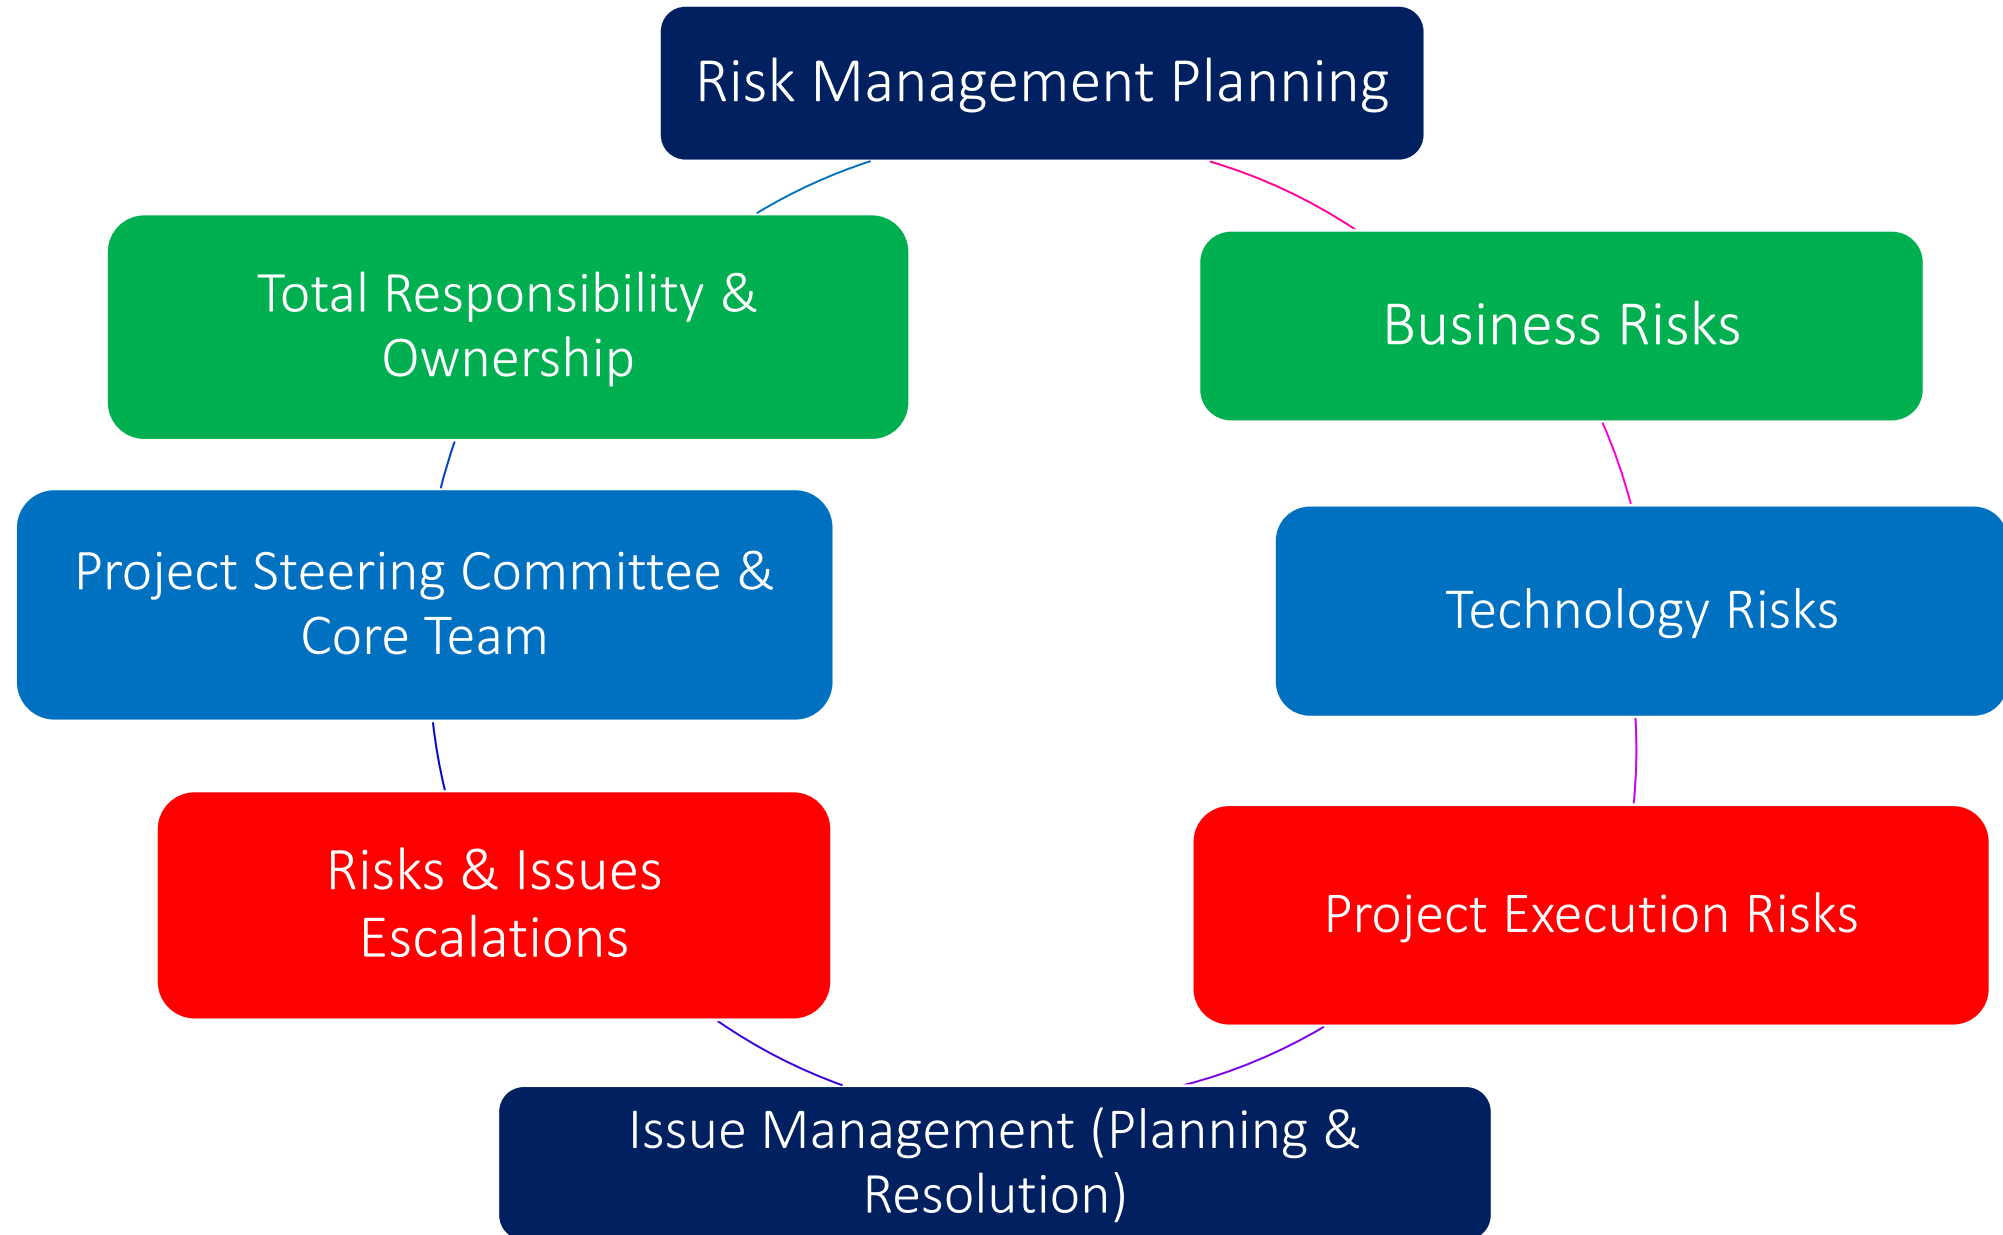 Risk Management Planning
Total Responsibility &
Ownership
Business Risks
Project Steering Committee &
Core Team
Technology Risks
Risks & Issues
Escalations
Project Execution Risks
Issue Management (Planning &
Resolution)